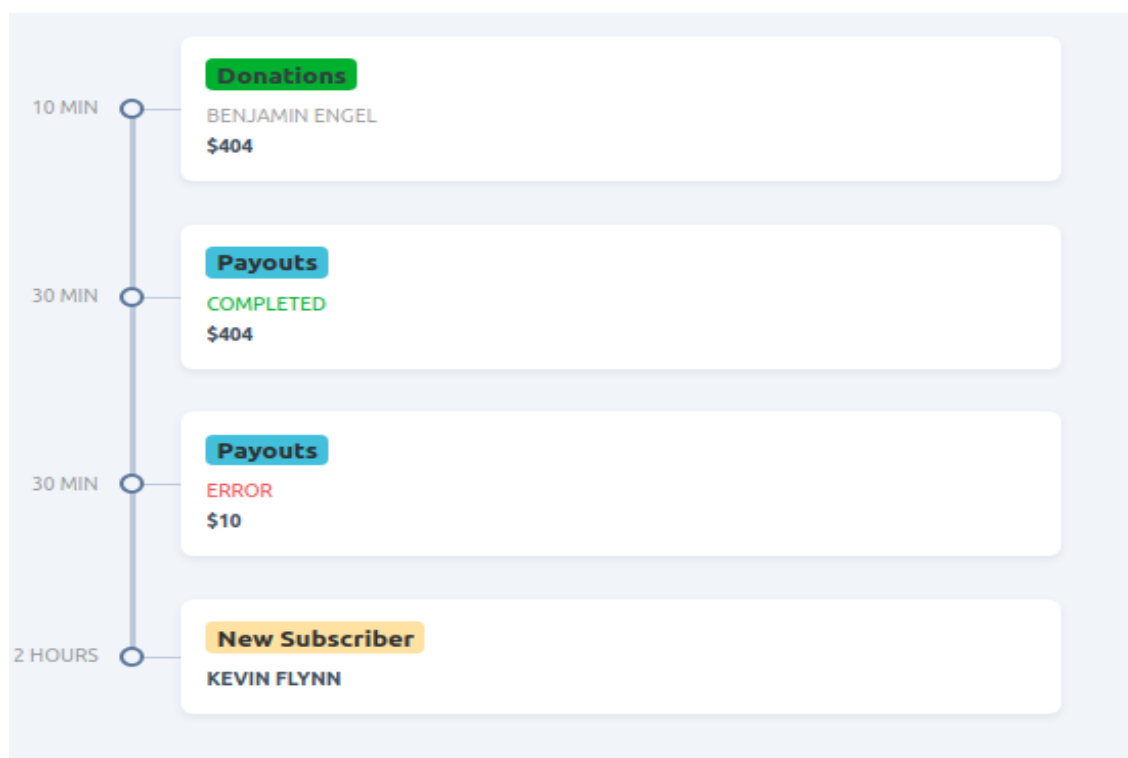 Donations
10 MIN
BENJAMIN ENGEL
$404
Payouts
30 MIN
COMPLETED
$404
Payouts
30 MIN
ERROR
$10
New Subscriber
2 HOURS
KEVIN FLYNN